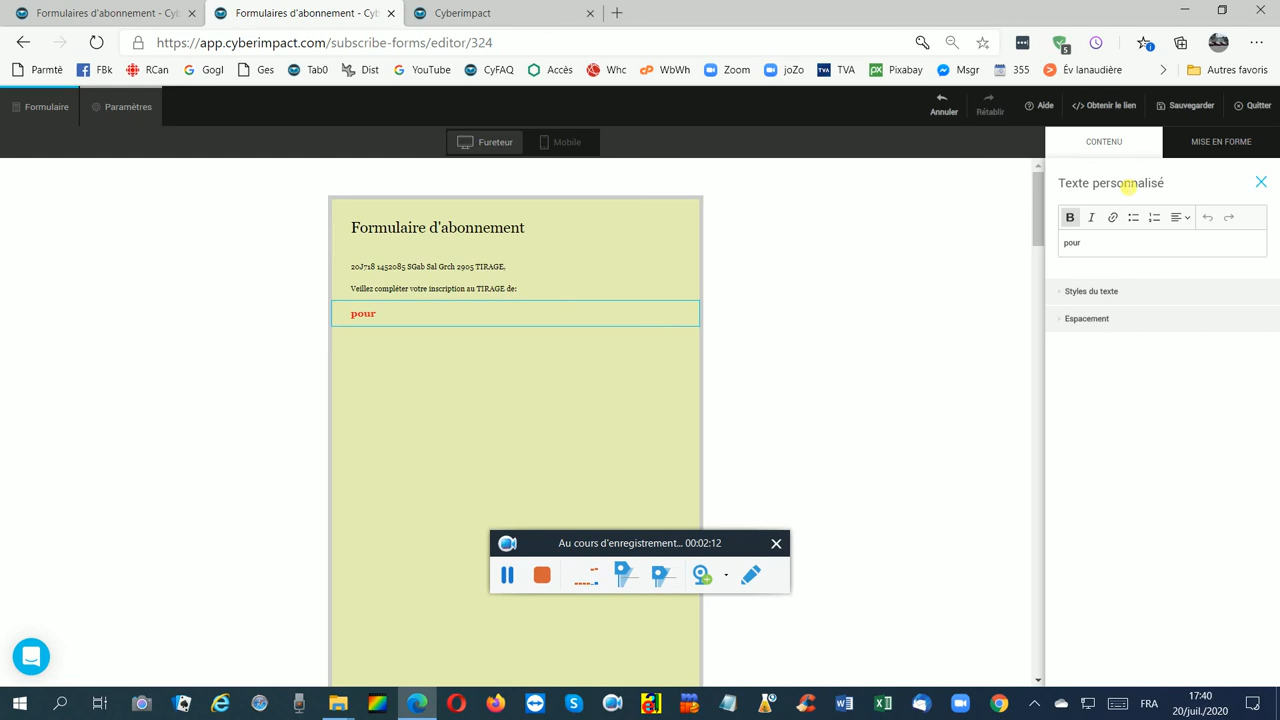 Formulaires d'abonnement - Cyb
Formulaires d'abonnement - Cyb
Cyberimpact
https://app.cyberimpact.com/subscribe-forms/editor/324
5
Parmtè
FBk
RCan
Gogl
Ges
Tab0
Dist
YouTube
CyFAQ
Accès
Whc
WbWh
Zoom
joZo
TVA
TVA
Pixabay
Msgr
355
Év lanaudière
Autres favoris
Formulaire
Paramètres
Annuler
Rétablir
Aide
Obtenir le lien
Sauvegarder
Quitter
Fureteur
Mobile
CONTENU
MISE EN FORME
Texte personnalisé
B I
pour
Styles du texte
Espacement
Formulaire d'abonnement
20J718 1452085 SGab Sal Grch 2905 TIRAGE,
Veillez compléter votre inscription au TIRAGE de:
pour
Au cours d'enregistrement... 00:02:12
FRA
17:40
20/juil./2020